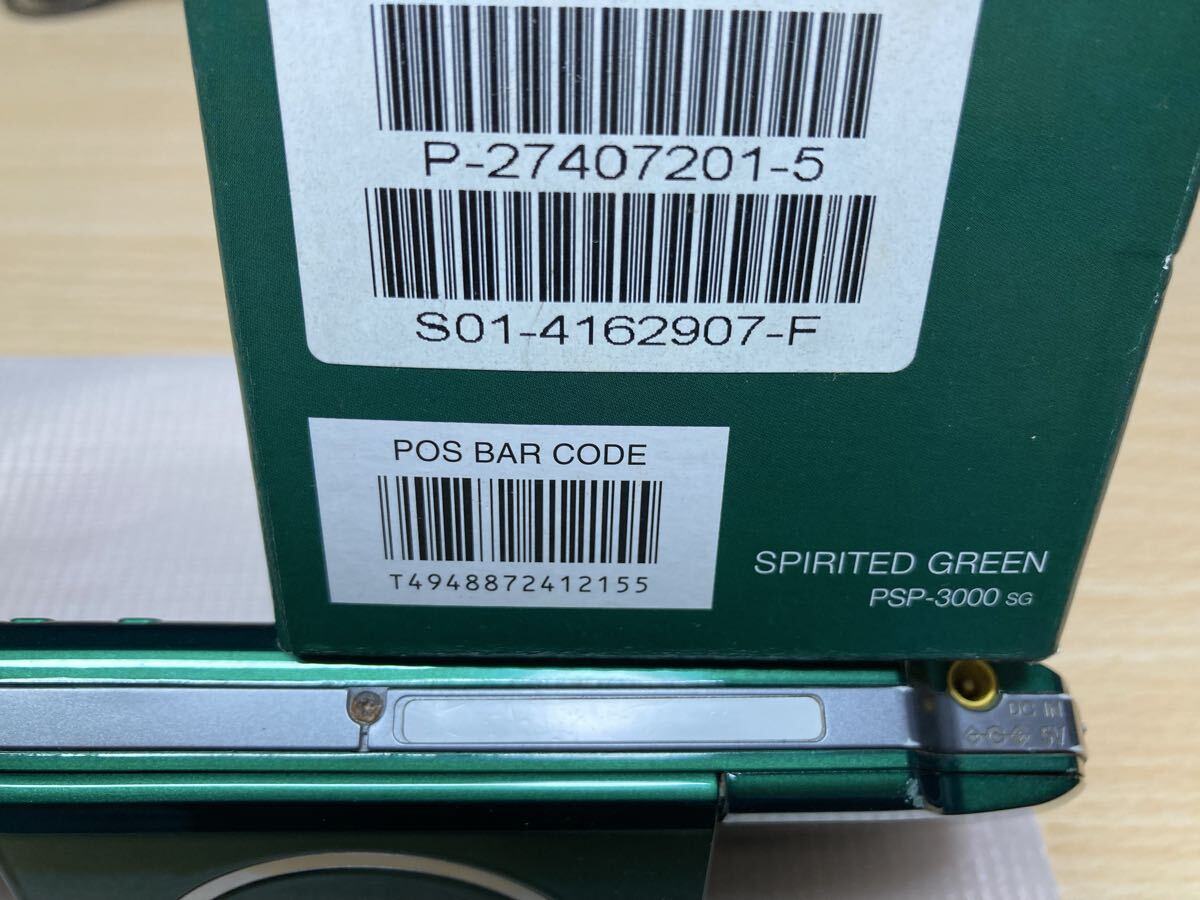 P-27407201-5
S01-4162907-F
POS BAR CODE
T4948872412155
SPIRITED GREEN
PSP-3000 SG
DC IN
5V